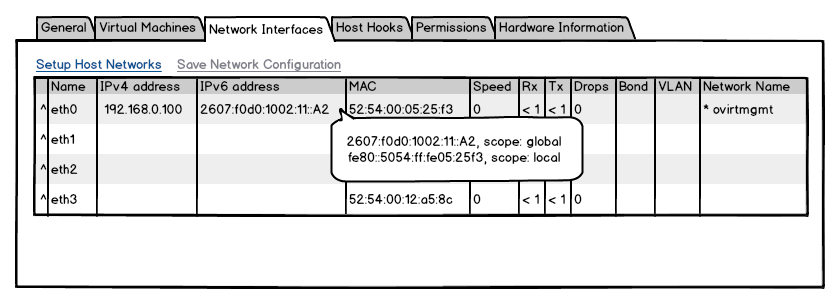 General Virtual Machines Network Interfaces Host Hooks Permissions Hardware Information
Setup Host Networks Save Network Configuration
Name IPv4 address IPv6 address MAC Speed Rx Tx Drops Bond VLAN Network Name
^ eth0 192.168.0.100 2607:f0d0:1002:11::A2 52:54:00:05:25:f3 0 < 1 < 1 0 * ovirtmgmt
^ eth1
2607:f0d0:1002:11::A2, scope: global
fe80::5054:ff:fe05:25f3, scope: local
^ eth2
^ eth3 52:54:00:12:a5:8c 0 < 1 < 1 0